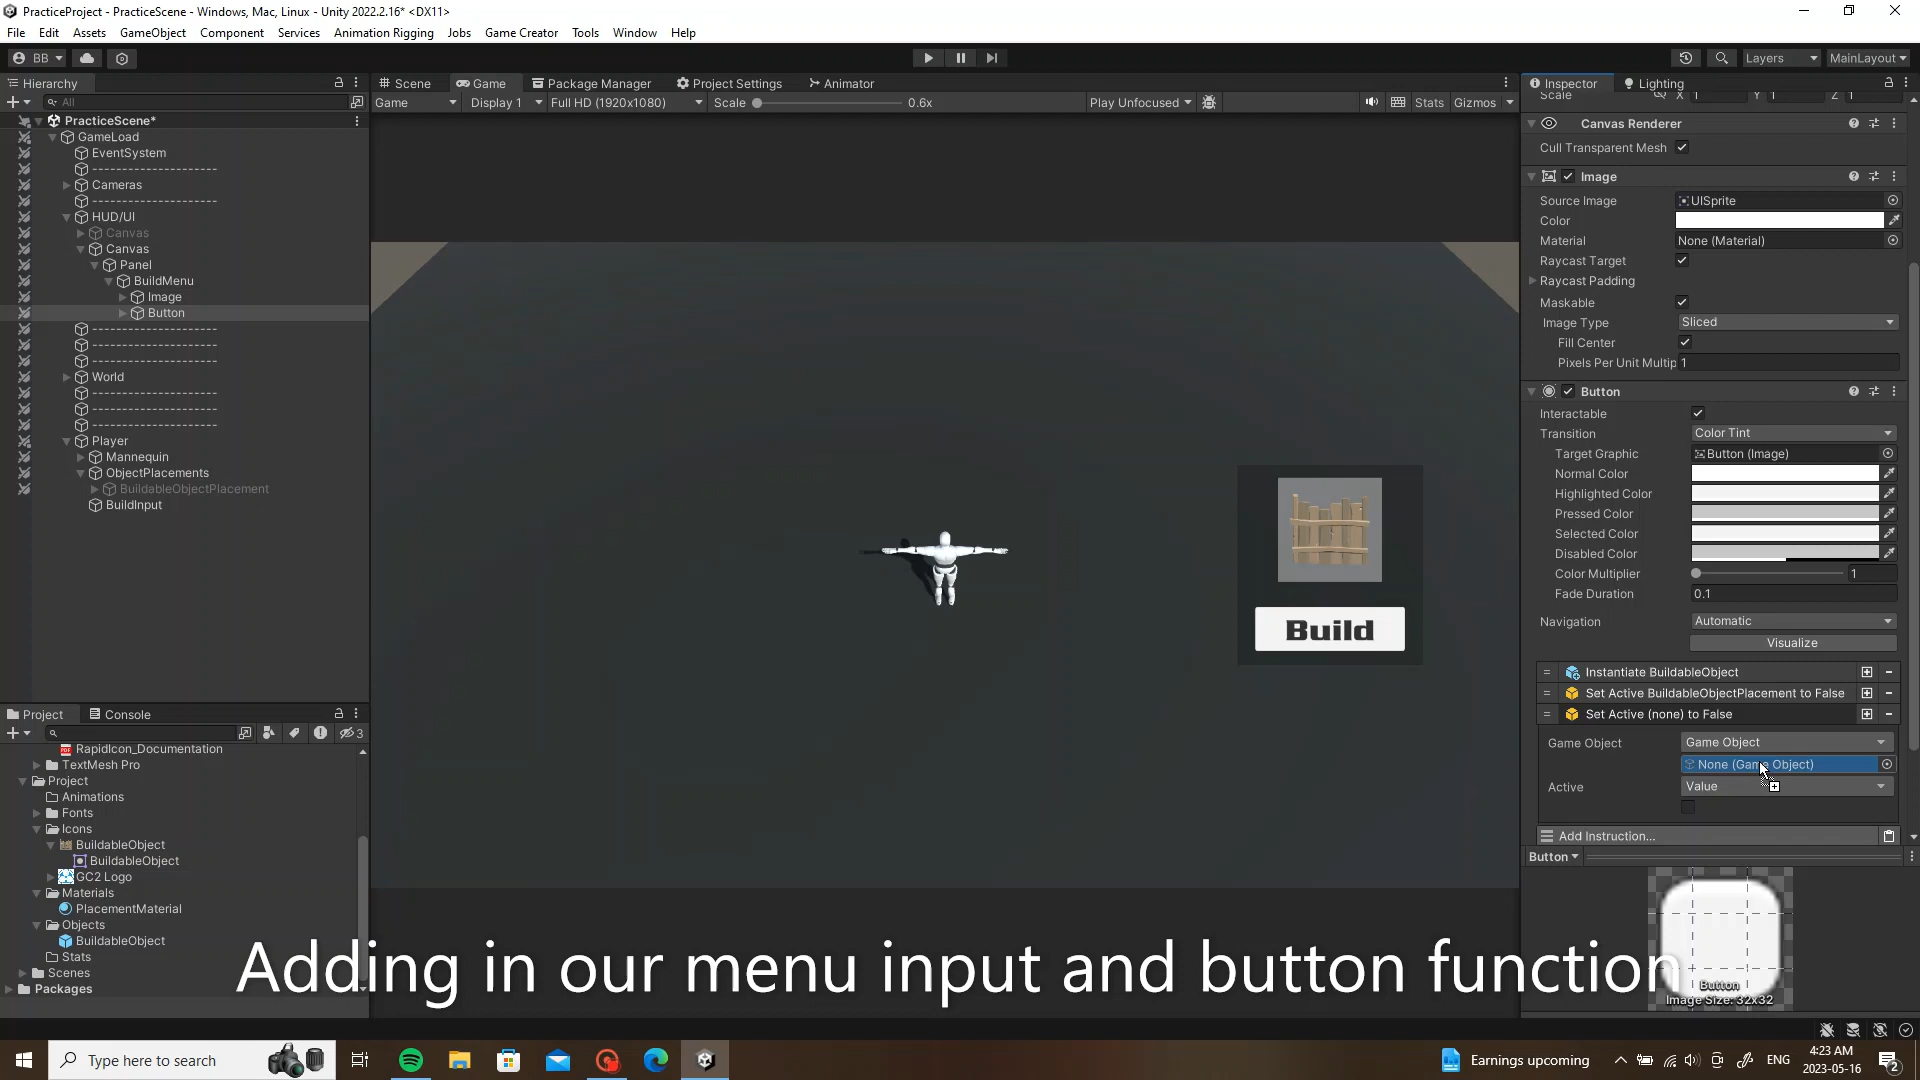 PracticeProject - PracticeScene - Windows, Mac, Linux - Unity 2022.2.16* <DX11>
File Edit Assets GameObject Component Services Animation Rigging Jobs Game Creator Tools Window Help
BB Layers MainLayout
Hierarchy Scene Game Package Manager Project Settings Animator Inspector Lighting
All Game Display 1 Full HD (1920x1080) Scale 0.6x Play Unfocused Stats Gizmos
Scale X 1 Y 1 Z 1
PracticeScene*
GameLoad
EventSystem
---------------------
Cameras
---------------------
HUD/UI
Canvas
Canvas
Panel
BuildMenu
Image
Button
---------------------
---------------------
---------------------
World
---------------------
---------------------
---------------------
Player
Mannequin
ObjectPlacements
BuildableObjectPlacement
BuildInput
Build
Canvas Renderer
Cull Transparent Mesh
Image
Source Image UISprite
Color
Material None (Material)
Raycast Target
Raycast Padding
Maskable
Image Type Sliced
Fill Center
Pixels Per Unit Multip 1
Button
Interactable
Transition Color Tint
Target Graphic Button (Image)
Normal Color
Highlighted Color
Pressed Color
Selected Color
Disabled Color
Color Multiplier 1
Fade Duration 0.1
Navigation Automatic
Visualize
= Instantiate BuildableObject
= Set Active BuildableObjectPlacement to False
= Set Active (none) to False
Game Object Game Object
None (Game Object)
Active Value
Add Instruction...
Button
Button
Image Size: 32x32
Project Console
3
RapidIcon_Documentation
TextMesh Pro
Project
Animations
Fonts
Icons
BuildableObject
BuildableObject
GC2 Logo
Materials
PlacementMaterial
Objects
BuildableObject
Stats
Scenes
Packages
Adding in our menu input and button function
Type here to search
Earnings upcoming
ENG
4:23 AM
2023-05-16
2